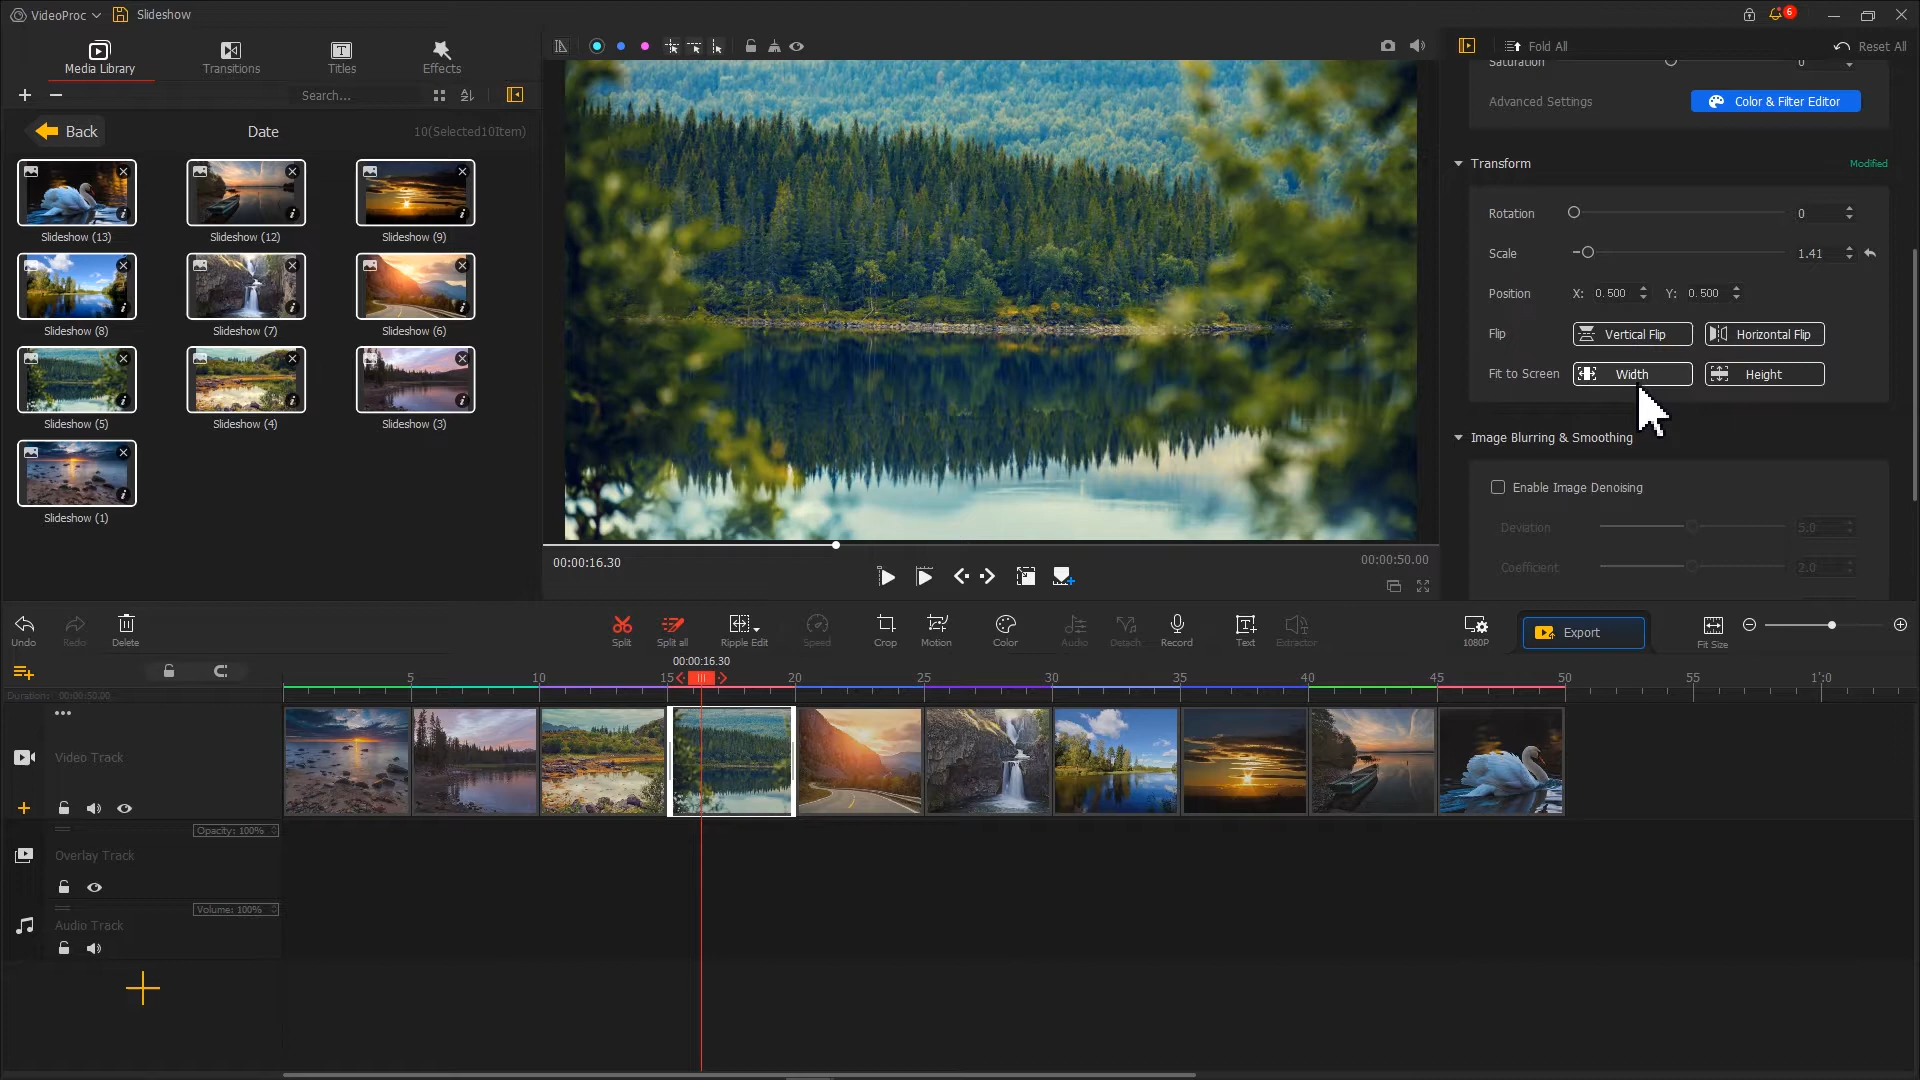 VideoProc
Slideshow
6
Media Library
Transitions
Titles
Effects
Search...
Back
Date
10(Selected10Item)
Slideshow (13)
Slideshow (12)
Slideshow (9)
Slideshow (8)
Slideshow (7)
Slideshow (6)
Slideshow (5)
Slideshow (4)
Slideshow (3)
Slideshow (1)
00:00:16.30
00:00:50.00
Fold All
Reset All
Saturation
0
Advanced Settings
Color & Filter Editor
Transform
Modified
Rotation
0
Scale
1.41
Position
X: 0.500
Y: 0.500
Flip
Vertical Flip
Horizontal Flip
Fit to Screen
Width
Height
Image Blurring & Smoothing
Enable Image Denoising
Deviation
5.0
Coefficient
2.0
Undo
Redo
Delete
Split
Split all
Ripple Edit
Speed
Crop
Motion
Color
Audio
Detach
Record
Text
Extractor
1080P
Export
Fit Size
00:00:16.30
Duration: 00:00:50.00
5
10
15
20
25
30
35
40
45
50
55
1'0
Video Track
Opacity: 100%
Overlay Track
Volume: 100%
Audio Track